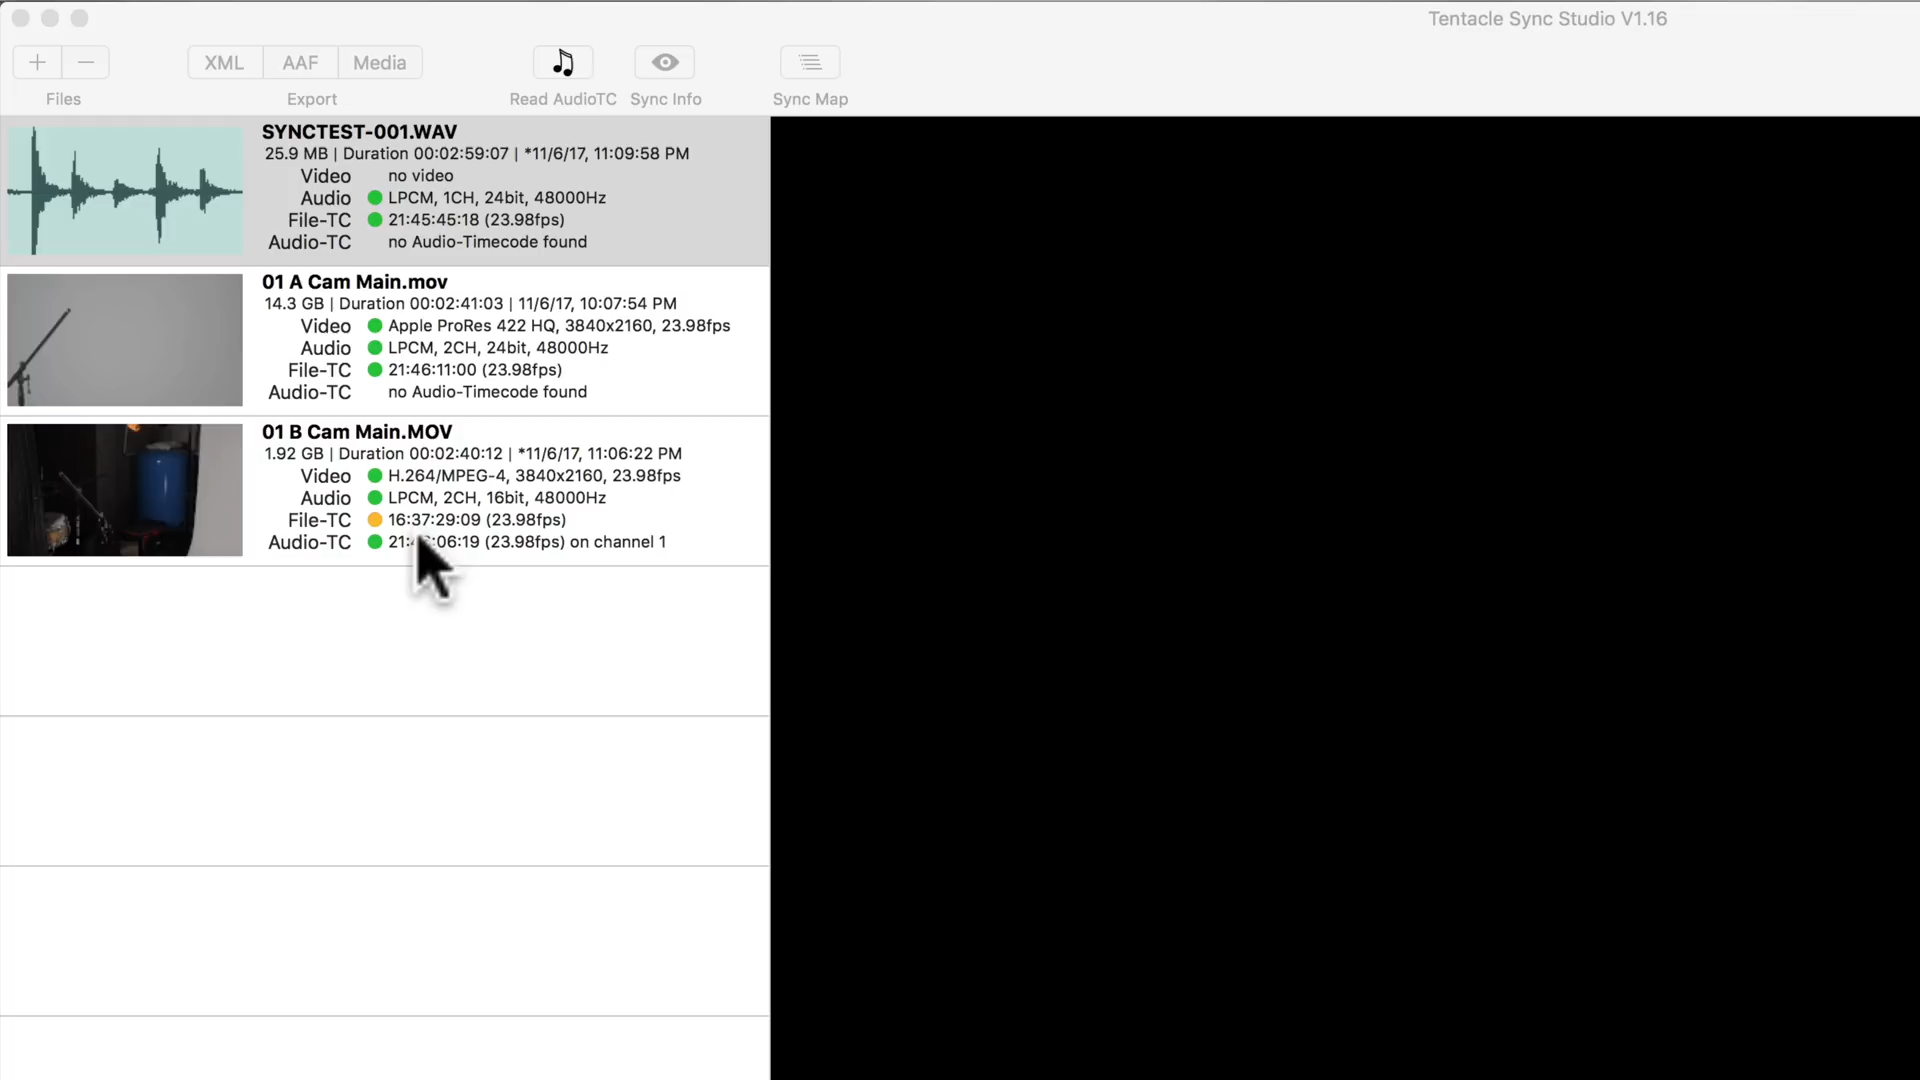 Tentacle Sync Studio V1.16
XML AAF Media
Files Export Read AudioTC Sync Info Sync Map
SYNCTEST-001.WAV
25.9 MB | Duration 00:02:59:07 | *11/6/17, 11:09:58 PM
Video no video
Audio LPCM, 1CH, 24bit, 48000Hz
File-TC 21:45:45:18 (23.98fps)
Audio-TC no Audio-Timecode found
01 A Cam Main.mov
14.3 GB | Duration 00:02:41:03 | 11/6/17, 10:07:54 PM
Video Apple ProRes 422 HQ, 3840x2160, 23.98fps
Audio LPCM, 2CH, 24bit, 48000Hz
File-TC 21:46:11:00 (23.98fps)
Audio-TC no Audio-Timecode found
01 B Cam Main.MOV
1.92 GB | Duration 00:02:40:12 | *11/6/17, 11:06:22 PM
Video H.264/MPEG-4, 3840x2160, 23.98fps
Audio LPCM, 2CH, 16bit, 48000Hz
File-TC 16:37:29:09 (23.98fps)
Audio-TC (23.98fps) on channel 1